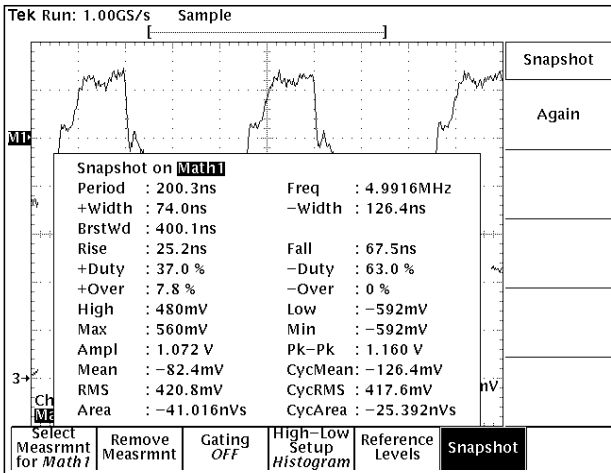 Tek Run: 1.00GS/s Sample
Snapshot
Again
M1
Snapshot on Math1
Period : 200.3ns Freq : 4.9916MHz
+Width : 74.0ns −Width : 126.4ns
BrstWd : 400.1ns
Rise : 25.2ns Fall : 67.5ns
+Duty : 37.0 % −Duty : 63.0 %
+Over : 7.8 % −Over : 0 %
High : 480mV Low : −592mV
Max : 560mV Min : −592mV
Ampl : 1.072 V Pk−Pk : 1.160 V
Mean : −82.4mV CycMean : −126.4mV
RMS : 420.8mV CycRMS : 417.6mV
Area : −41.016nVs CycArea : −25.392nVs
3
Ch
Ma
Select Measrmnt for Math1
Remove Measrmnt
Gating OFF
High−Low Setup Histogram
Reference Levels
Snapshot